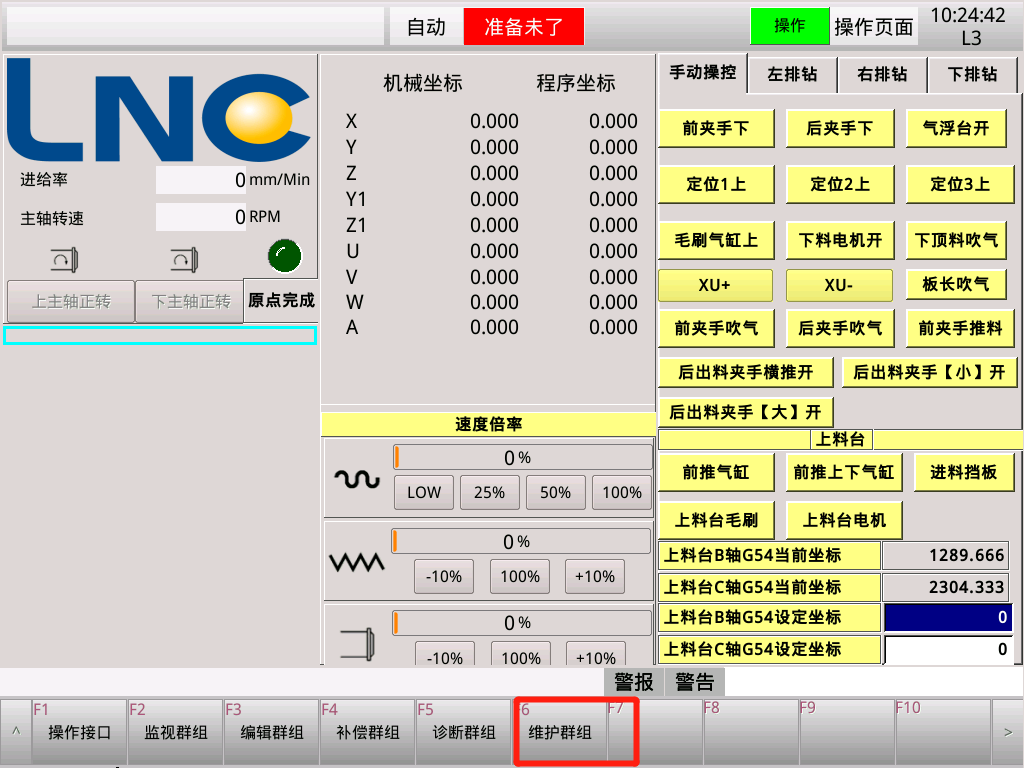 自动 准备未了 操作 操作页面 10:24:42
L3
LNC
进给率 0 mm/Min
主轴转速 0 RPM
上主轴正转 下主轴正转 原点完成
机械坐标 程序坐标
X 0.000 0.000
Y 0.000 0.000
Z 0.000 0.000
Y1 0.000 0.000
Z1 0.000 0.000
U 0.000 0.000
V 0.000 0.000
W 0.000 0.000
A 0.000 0.000
速度倍率
0 %
LOW 25% 50% 100%
0 %
-10% 100% +10%
0 %
-10% 100% +10%
手动操控 左排钻 右排钻 下排钻
前夹手下 后夹手下 气浮台开
定位1上 定位2上 定位3上
毛刷气缸上 下料电机开 下顶料吹气
XU+ XU- 板长吹气
前夹手吹气 后夹手吹气 前夹手推料
后出料夹手横推开 后出料夹手【小】开
后出料夹手【大】开
上料台
前推气缸 前推上下气缸 进料挡板
上料台毛刷 上料台电机
上料台B轴G54当前坐标 1289.666
上料台C轴G54当前坐标 2304.333
上料台B轴G54设定坐标 0
上料台C轴G54设定坐标 0
警报 警告
^ F1 操作接口 F2 监视群组 F3 编辑群组 F4 补偿群组 F5 诊断群组 F6 维护群组 F7 F8 F9 F10 >